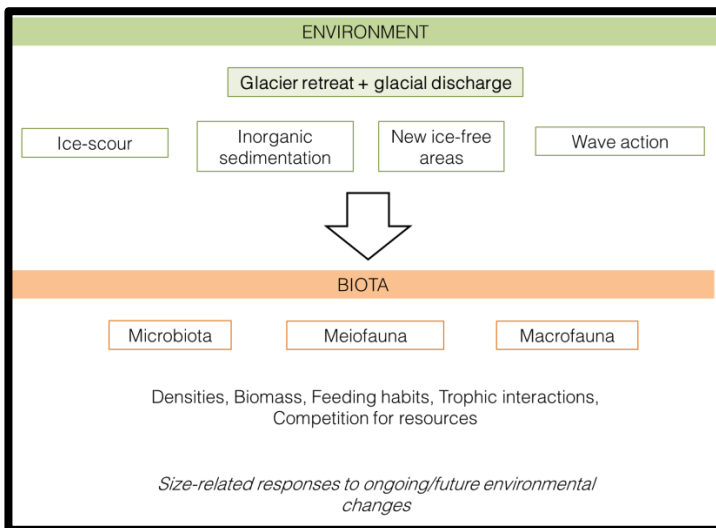 ENVIRONMENT
Glacier retreat + glacial discharge
Ice-scour
Inorganic
sedimentation
New ice-free
areas
Wave action
BIOTA
Microbiota
Meiofauna
Macrofauna
Densities, Biomass, Feeding habits, Trophic interactions,
Competition for resources
Size-related responses to ongoing/future environmental
changes